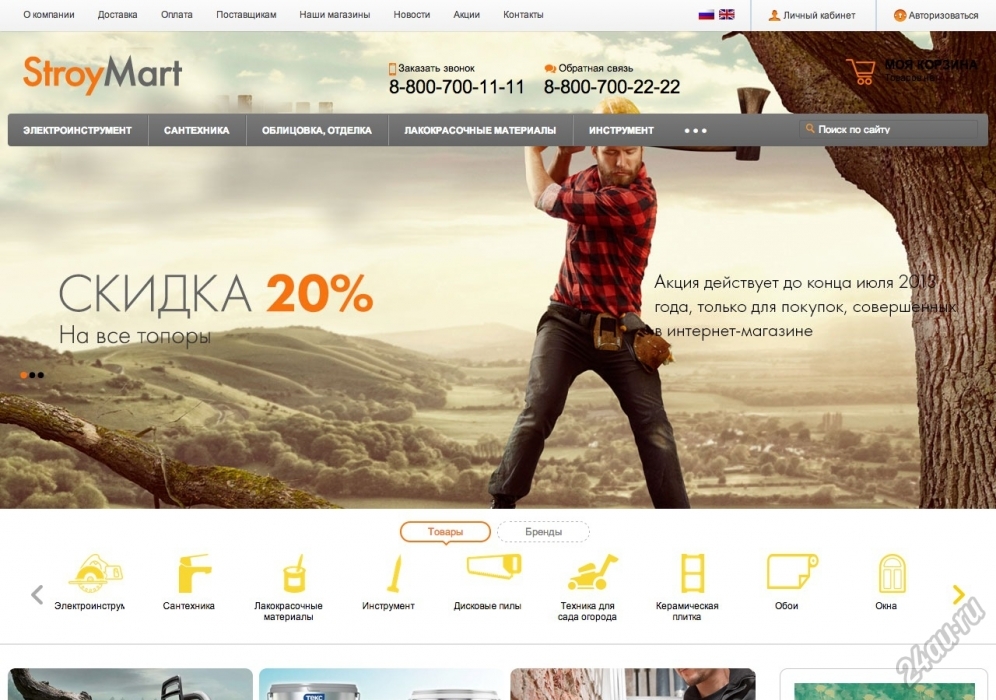 О компании Доставка Оплата Поставщикам Наши магазины Новости Акции Контакты Личный кабинет Авторизоваться
StroyMart
Заказать звонок
8-800-700-11-11
Обратная связь
8-800-700-22-22
МОЯ КОРЗИНА
ЭЛЕКТРОИНСТРУМЕНТ САНТЕХНИКА ОБЛИЦОВКА, ОТДЕЛКА ЛАКОКРАСОЧНЫЕ МАТЕРИАЛЫ ИНСТРУМЕНТ Поиск по сайту
СКИДКА 20%
На все топоры
Акция действует до конца июля 2013
года, только для покупок, совершенных
в интернет-магазине
Товары Бренды
Электроинструм
Сантехника
Лакокрасочные
материалы
Инструмент
Дисковые пилы
Техника для
сада огорода
Керамическая
плитка
Обои
Окна
24au.ru
ТЕКС